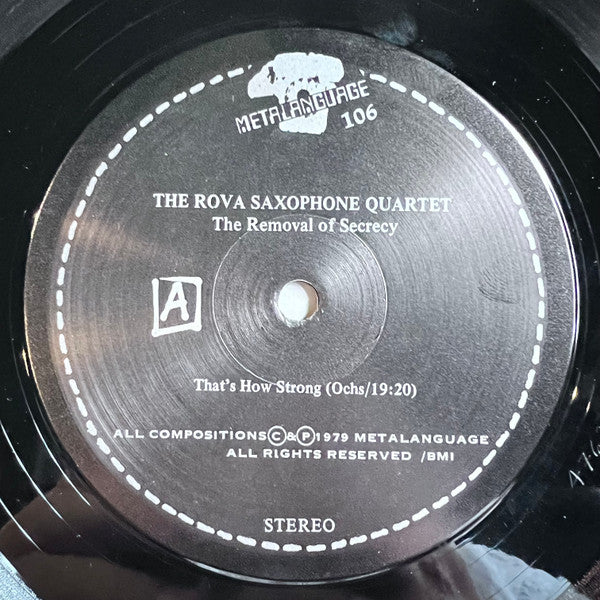 METALANGUAGE
106
THE ROVA SAXOPHONE QUARTET
The Removal of Secrecy
A
That's How Strong (Ochs/19:20)
ALL COMPOSITIONS©&℗1979 METALANGUAGE
ALL RIGHTS RESERVED /BMI
STEREO